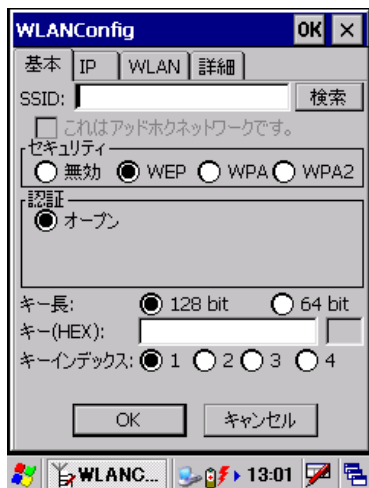 WLANConfig OK ×
基本 IP WLAN 詳細
SSID: 検索
これはアッドホクネットワークです。
セキュリティ
無効 WEP WPA WPA2
認証
オープン
キー長: 128 bit 64 bit
キー(HEX):
キーインデックス: 1 2 3 4
OK キャンセル
WLANC... 13:01